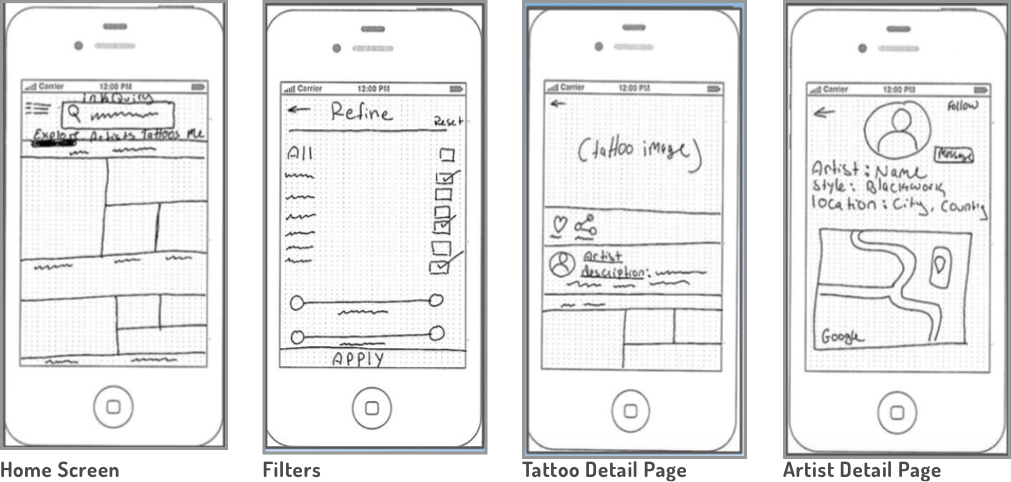 Carrier 12:00 PM
InkQuiry
Explore Artists Tattoos Me
Home Screen
Carrier 12:00 PM
Refine
Reset
All
APPLY
Filters
Carrier 12:00 PM
(tattoo image)
Artist
description:
Tattoo Detail Page
Carrier 12:00 PM
Follow
Message
Artist: Name
Style: Blackwork
location: City, Country
Google
Artist Detail Page